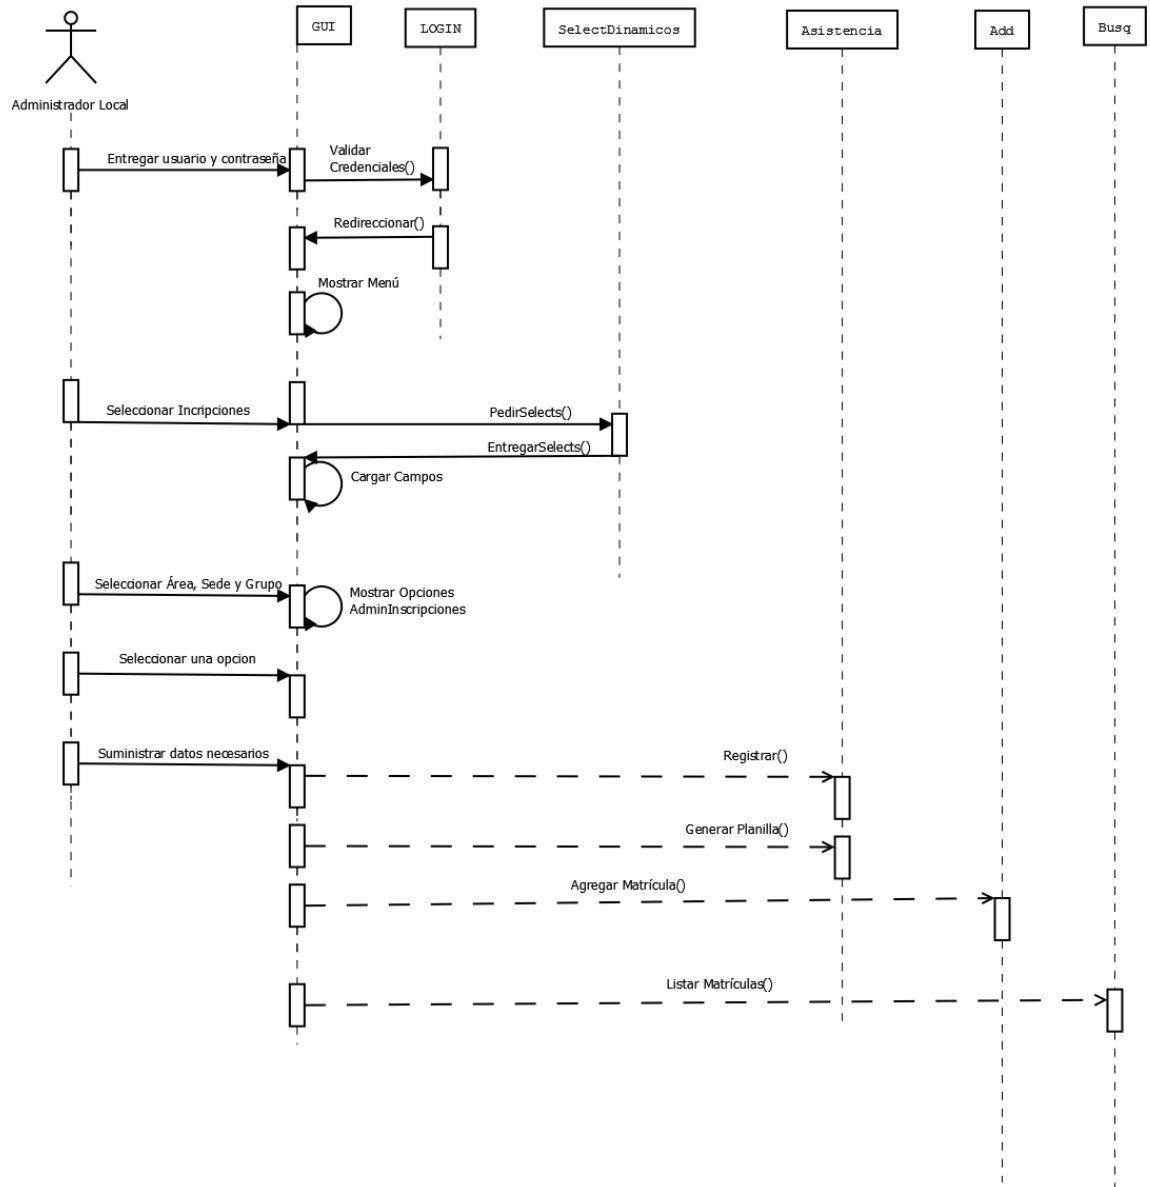 GUI
LOGIN
SelectDinamicos
Asistencia
Add
Busq
Administrador Local
Entregar usuario y contraseña
Validar
Credenciales()
Redireccionar()
Mostrar Menú
Seleccionar Incripciones
PedirSelects()
EntregarSelects()
Cargar Campos
Seleccionar Área, Sede y Grupo
Mostrar Opciones
AdminInscripciones
Seleccionar una opcion
Suministrar datos necesarios
Registrar()
Generar Planilla()
Agregar Matrícula()
Listar Matrículas()